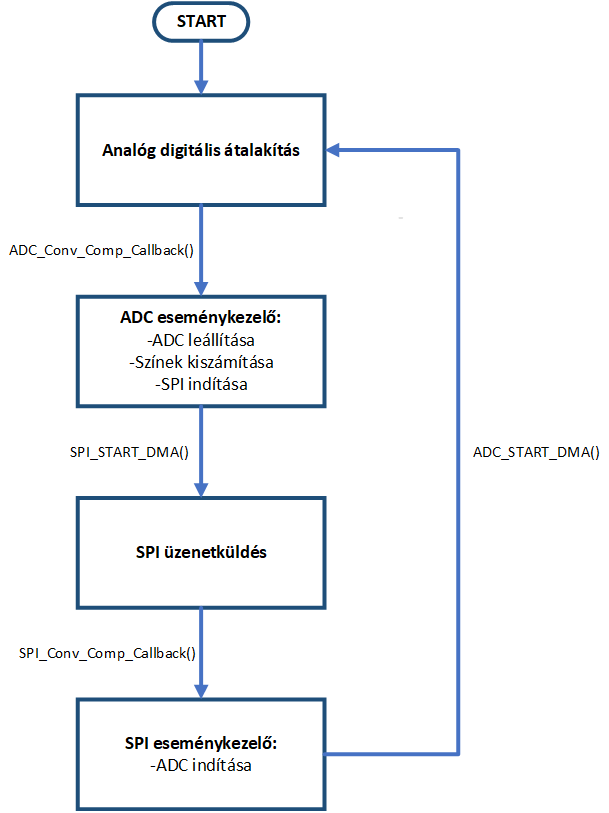 START
Analóg digitális átalakítás
ADC_Conv_Comp_Callback()
ADC eseménykezelő:
-ADC leállítása
-Színek kiszámítása
-SPI indítása
SPI_START_DMA()
ADC_START_DMA()
SPI üzenetküldés
SPI_Conv_Comp_Callback()
SPI eseménykezelő:
-ADC indítása